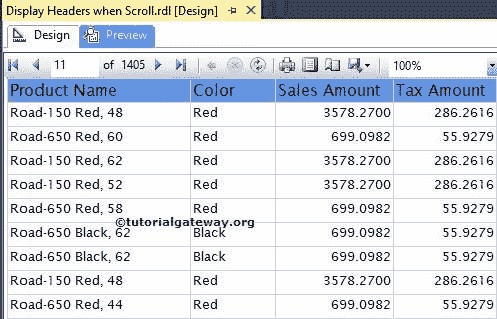 Display Headers when Scroll.rdl [Design]
Design Preview
11 of 1405 100%
Product Name Color Sales Amount Tax Amount
Road-150 Red, 48 Red 3578.2700 286.2616
Road-650 Red, 60 Red 699.0982 55.9279
Road-150 Red, 62 Red 3578.2700 286.2616
Road-150 Red, 52 Red 3578.2700 286.2616
Road-650 Red, 58 Red 699.0982 55.9279
©tutorialgateway.org
Road-650 Black, 62 Black 699.0982 55.9279
Road-650 Black, 62 Black 699.0982 55.9279
Road-150 Red, 48 Red 3578.2700 286.2616
Road-650 Red, 44 Red 699.0982 55.9279